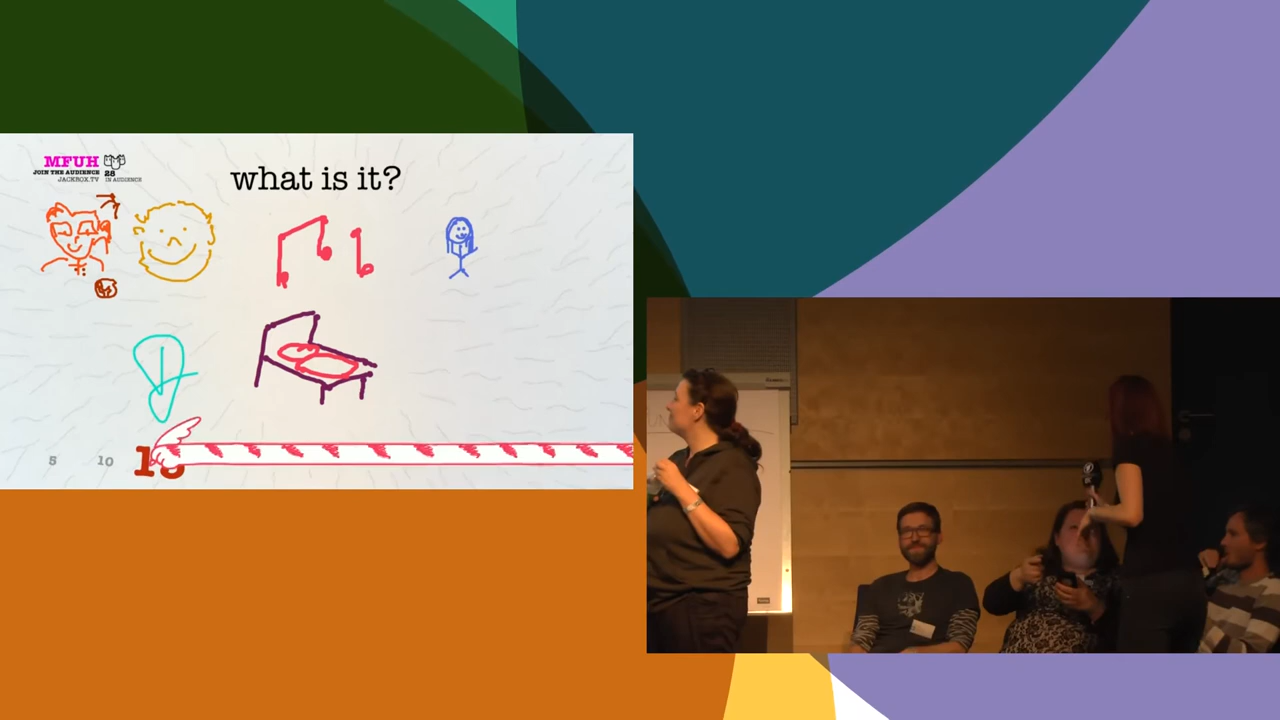 MFUH
JOIN THE AUDIENCE 28
JACKBOX.TV IN AUDIENCE
what is it?
5 10